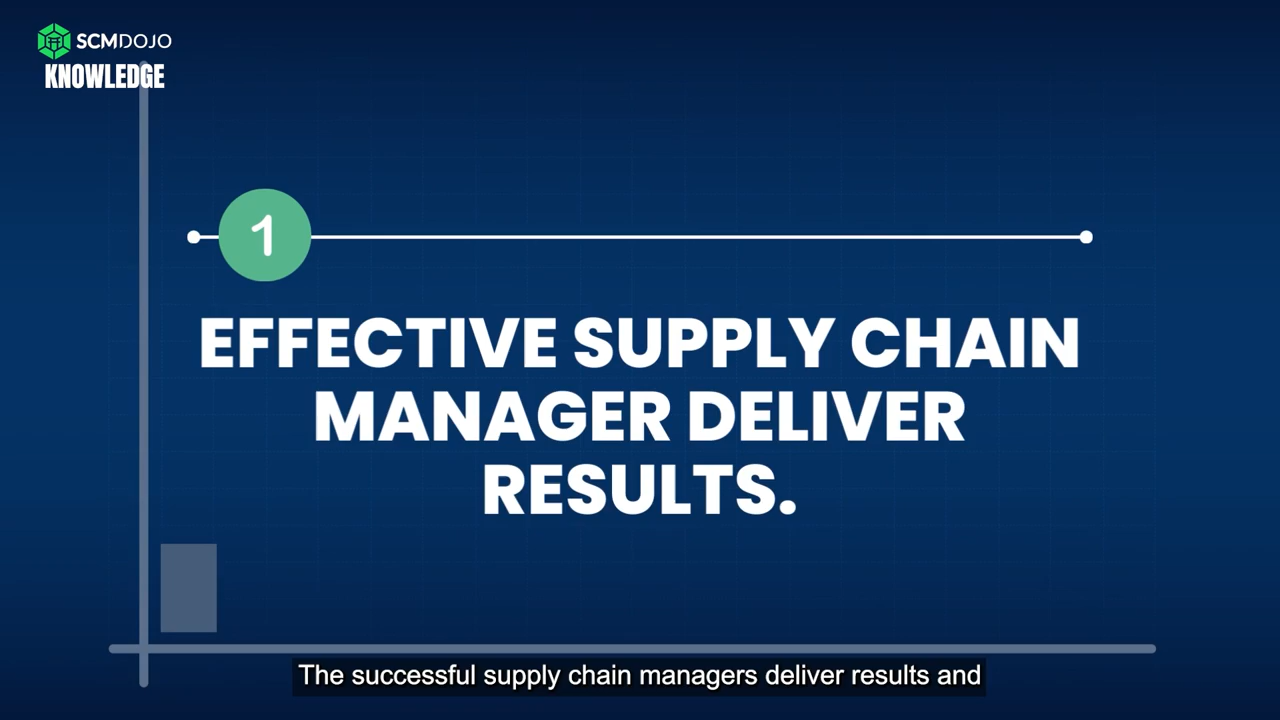 SCMDOJO
KNOWLEDGE
1
EFFECTIVE SUPPLY CHAIN
MANAGER DELIVER
RESULTS.
The successful supply chain managers deliver results and